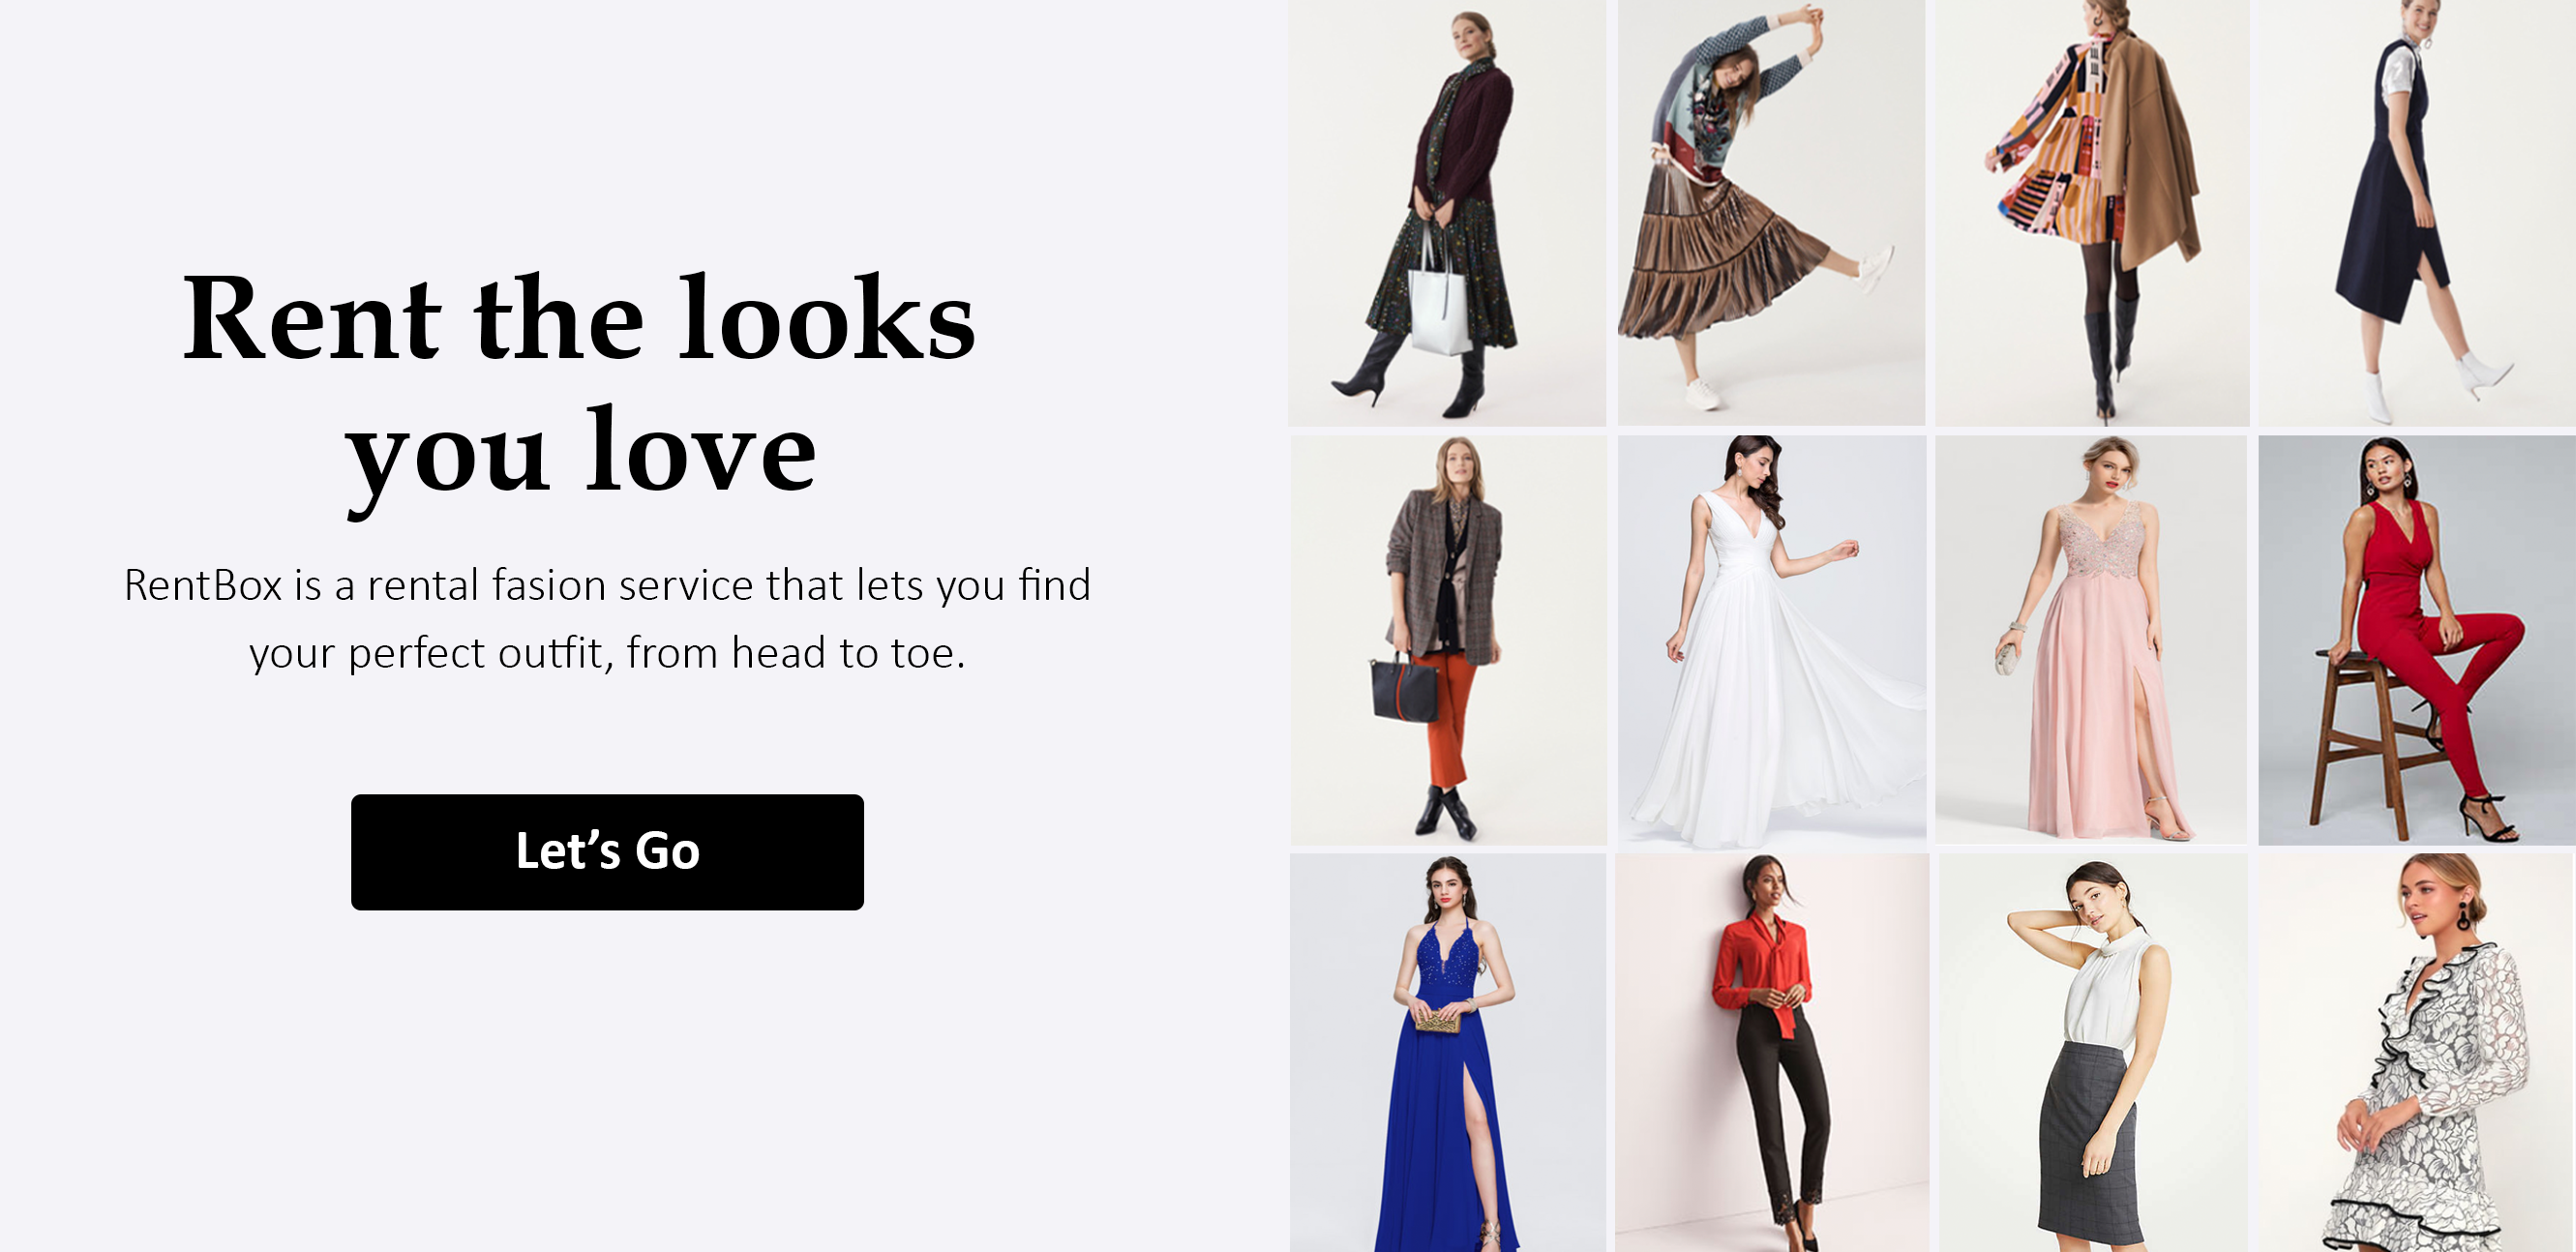 Rent the looks
you love
RentBox is a rental fasion service that lets you find
your perfect outfit, from head to toe.
Let’s Go